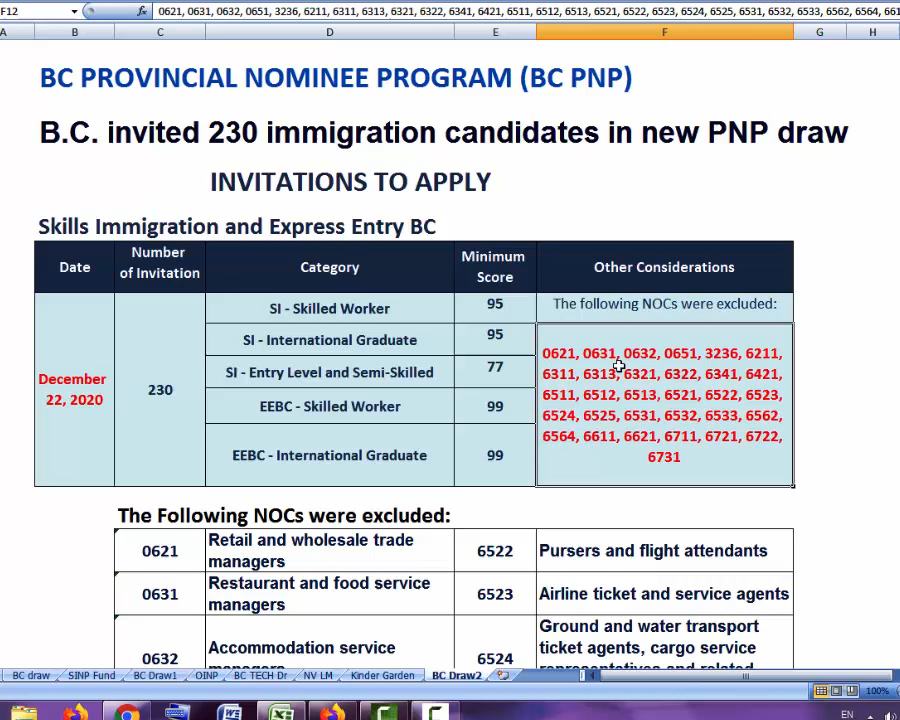 F12
fx
0621, 0631, 0632, 0651, 3236, 6211, 6311, 6313, 6321, 6322, 6341, 6421, 6511, 6512, 6513, 6521, 6522, 6523, 6524, 6525, 6531, 6532, 6533, 6562, 6564, 661
A B C D E F G H
BC PROVINCIAL NOMINEE PROGRAM (BC PNP)
B.C. invited 230 immigration candidates in new PNP draw
INVITATIONS TO APPLY
Skills Immigration and Express Entry BC
Date
Number
of Invitation
Category
Minimum
Score
Other Considerations
December
22, 2020
230
SI - Skilled Worker
95
The following NOCs were excluded:
SI - International Graduate
95
SI - Entry Level and Semi-Skilled
77
EEBC - Skilled Worker
99
EEBC - International Graduate
99
0621, 0631, 0632, 0651, 3236, 6211,
6311, 6313, 6321, 6322, 6341, 6421,
6511, 6512, 6513, 6521, 6522, 6523,
6524, 6525, 6531, 6532, 6533, 6562,
6564, 6611, 6621, 6711, 6721, 6722,
6731
The Following NOCs were excluded:
0621
Retail and wholesale trade
managers
6522
Pursers and flight attendants
0631
Restaurant and food service
managers
6523
Airline ticket and service agents
0632
Accommodation service
managers
6524
Ground and water transport
ticket agents, cargo service
representatives and related
BC draw
SINP Fund
BC Draw1
OINP
BC TECH Dr
NV LM
Kinder Garden
BC Draw2
100%
EN